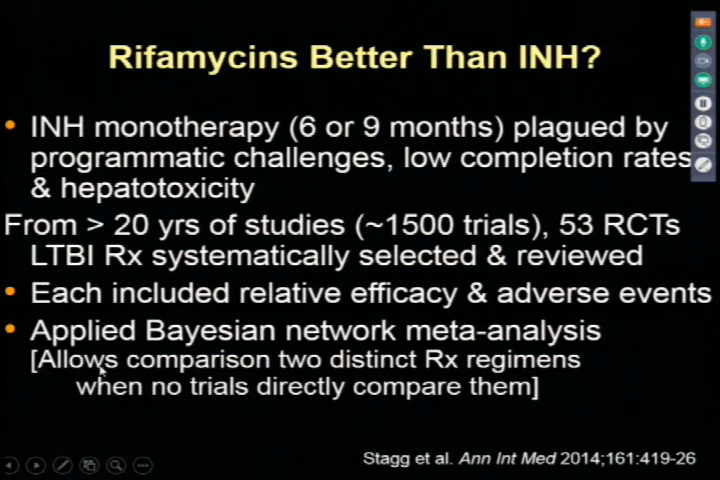 Rifamycins Better Than INH?
• INH monotherapy (6 or 9 months) plagued by
programmatic challenges, low completion rates
& hepatotoxicity
From > 20 yrs of studies (~1500 trials), 53 RCTs
LTBI Rx systematically selected & reviewed
• Each included relative efficacy & adverse events
• Applied Bayesian network meta-analysis
[Allows comparison two distinct Rx regimens
when no trials directly compare them]
Stagg et al. Ann Int Med 2014;161:419-26